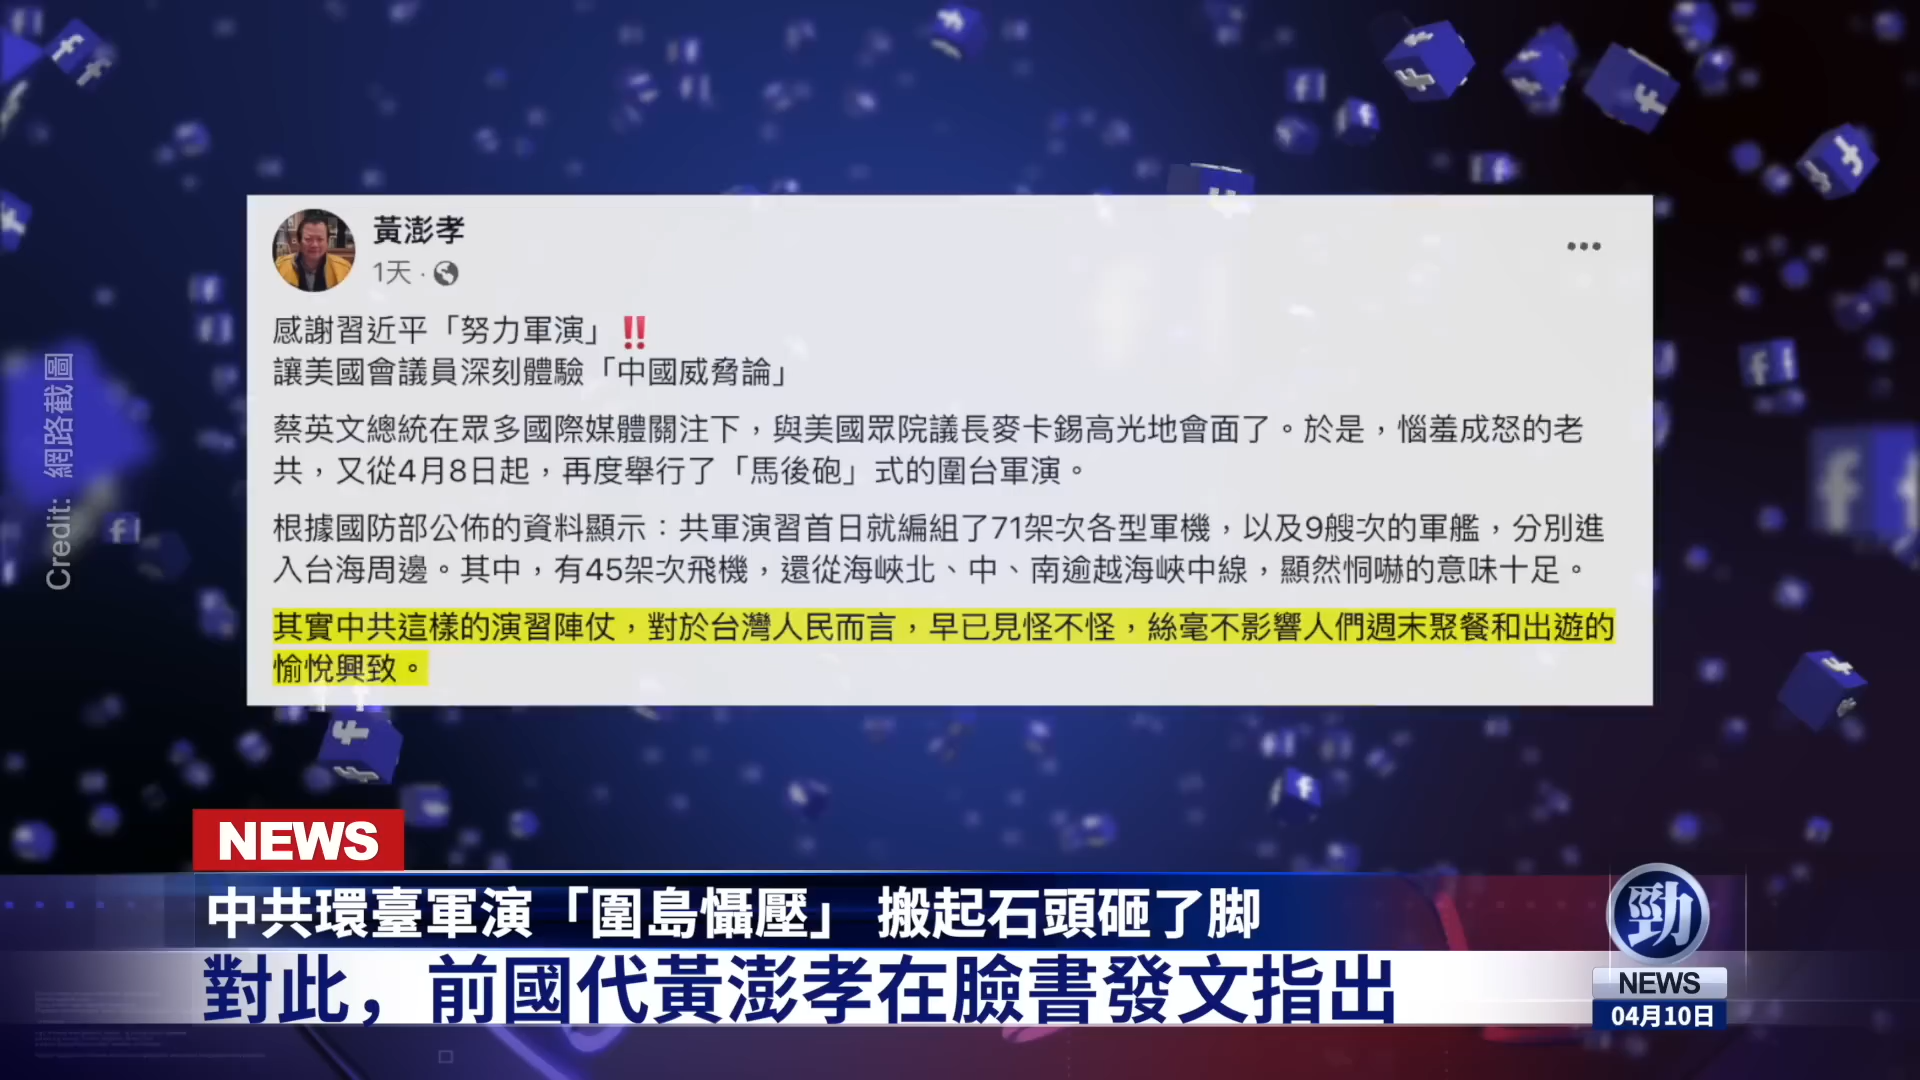 黃澎孝
1天 ·
感謝習近平「努力軍演」‼️
讓美國會議員深刻體驗「中國威脅論」
蔡英文總統在眾多國際媒體關注下，與美國眾院議長麥卡錫高光地會面了。於是，惱羞成怒的老
共，又從4月8日起，再度舉行了「馬後砲」式的圍台軍演。
根據國防部公佈的資料顯示：共軍演習首日就編組了71架次各型軍機，以及9艘次的軍艦，分別進
入台海周邊。其中，有45架次飛機，還從海峽北、中、南逾越海峽中線，顯然恫嚇的意味十足。
其實中共這樣的演習陣仗，對於台灣人民而言，早已見怪不怪，絲毫不影響人們週末聚餐和出遊的
愉悅興致。
Credit: 網路截圖
NEWS
中共環臺軍演「圍島懾壓」 搬起石頭砸了脚
對此，前國代黃澎孝在臉書發文指出
勁
NEWS
04月10日